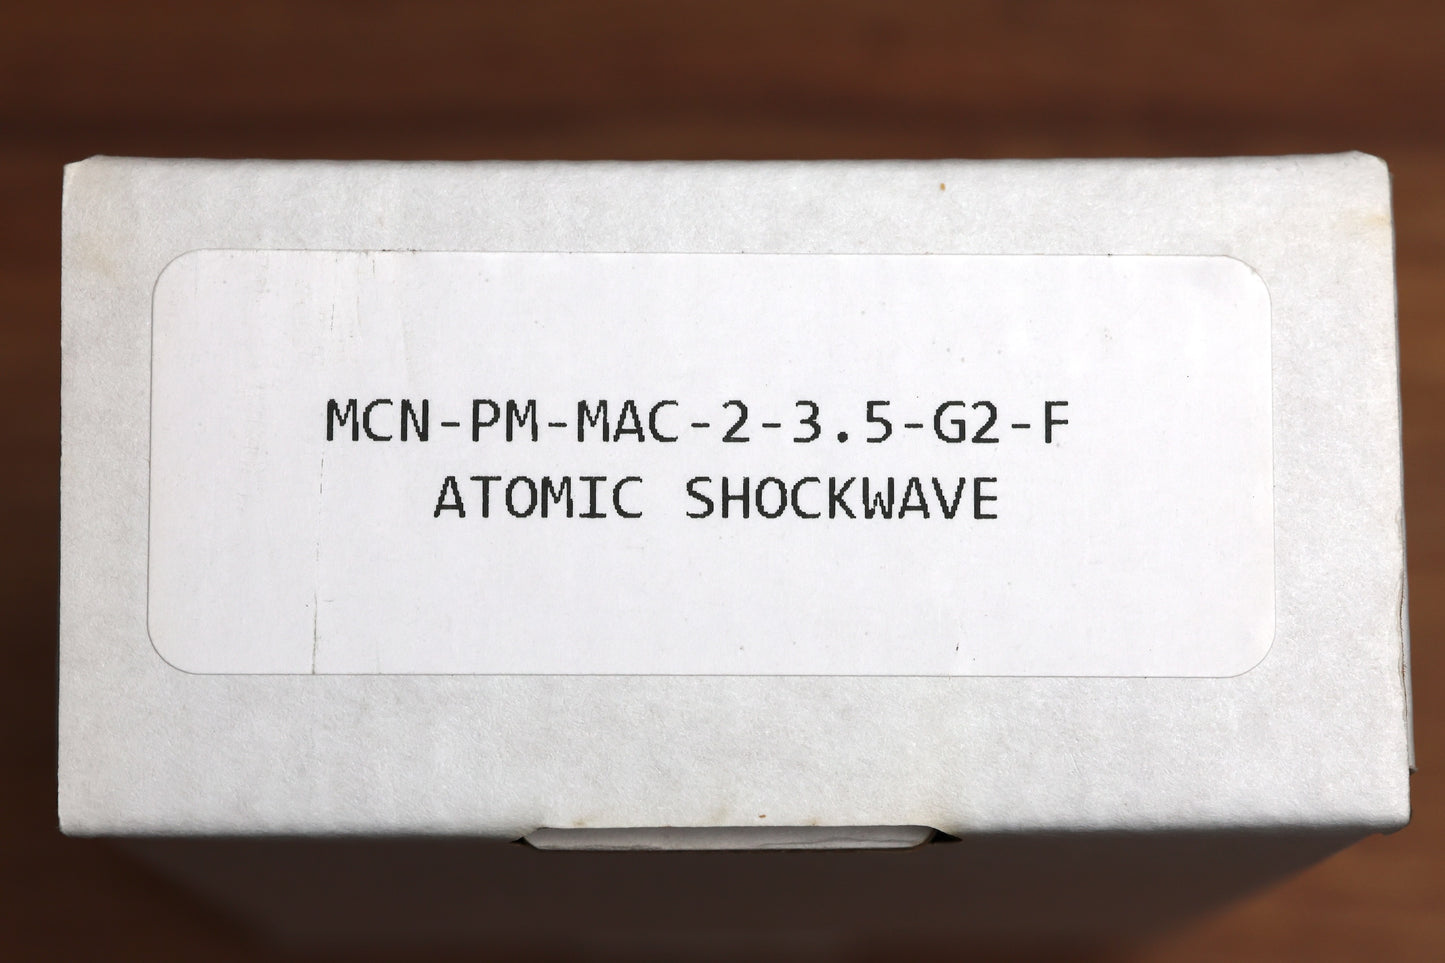 MCN-PM-MAC-2-3.5-G2-F
ATOMIC SHOCKWAVE